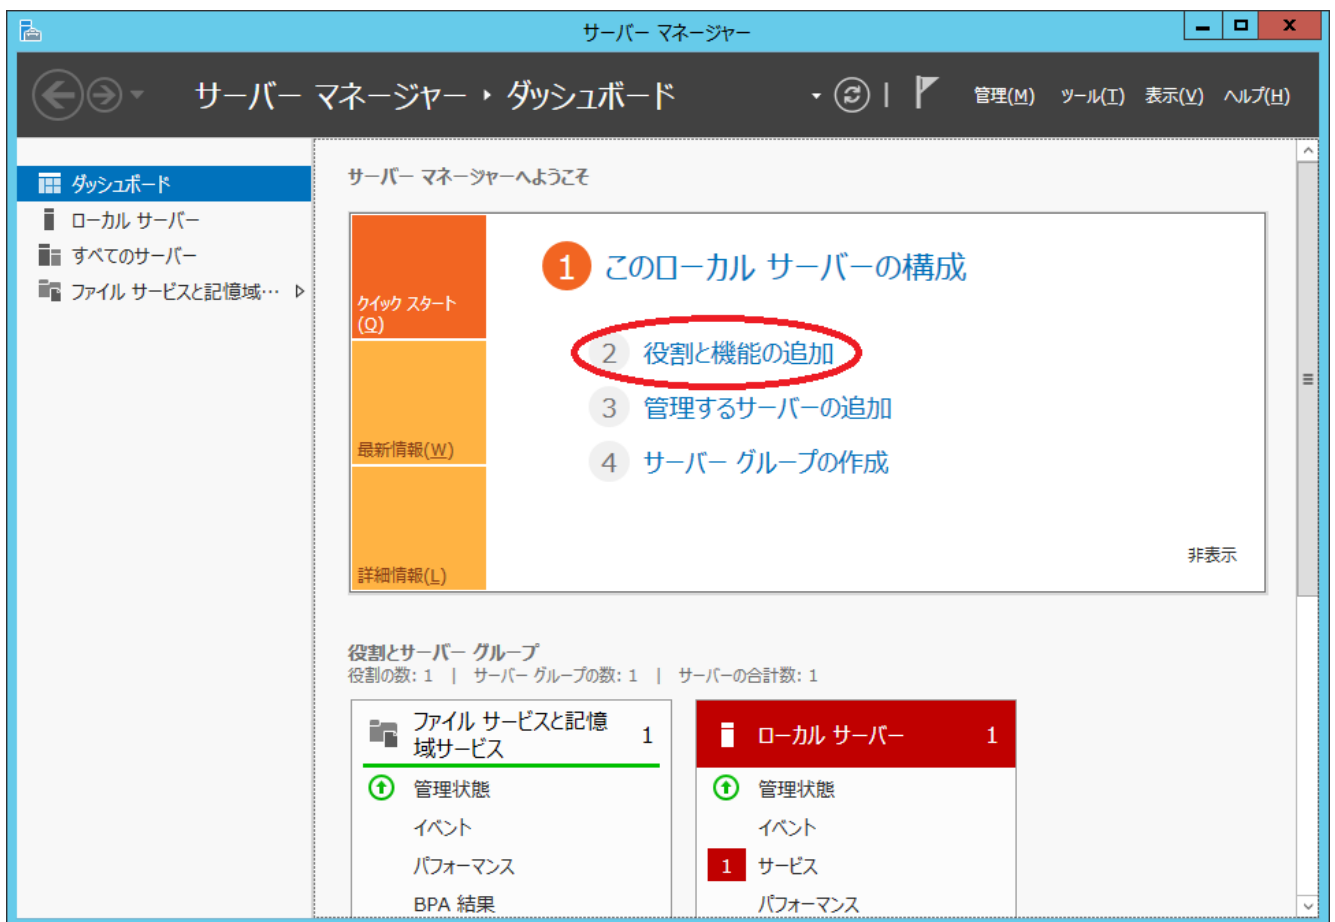 サーバー マネージャー
サーバー マネージャー ダッシュボード
管理(M) ツール(T) 表示(V) ヘルプ(H)
ダッシュボード
ローカル サーバー
すべてのサーバー
ファイル サービスと記憶域…
サーバー マネージャーへようこそ
クイック スタート
(Q)
最新情報(W)
詳細情報(L)
1 このローカル サーバーの構成
2 役割と機能の追加
3 管理するサーバーの追加
4 サーバー グループの作成
非表示
役割とサーバー グループ
役割の数: 1 | サーバー グループの数: 1 | サーバーの合計数: 1
ファイル サービスと記憶
域サービス
1
管理状態
イベント
パフォーマンス
BPA 結果
ローカル サーバー 1
管理状態
イベント
1 サービス
パフォーマンス